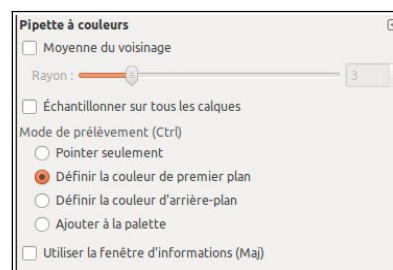 Pipette à couleurs
Moyenne du voisinage
Rayon : 3
Échantillonner sur tous les calques
Mode de prélèvement (Ctrl)
Pointer seulement
Définir la couleur de premier plan
Définir la couleur d'arrière-plan
Ajouter à la palette
Utiliser la fenêtre d'informations (Maj)